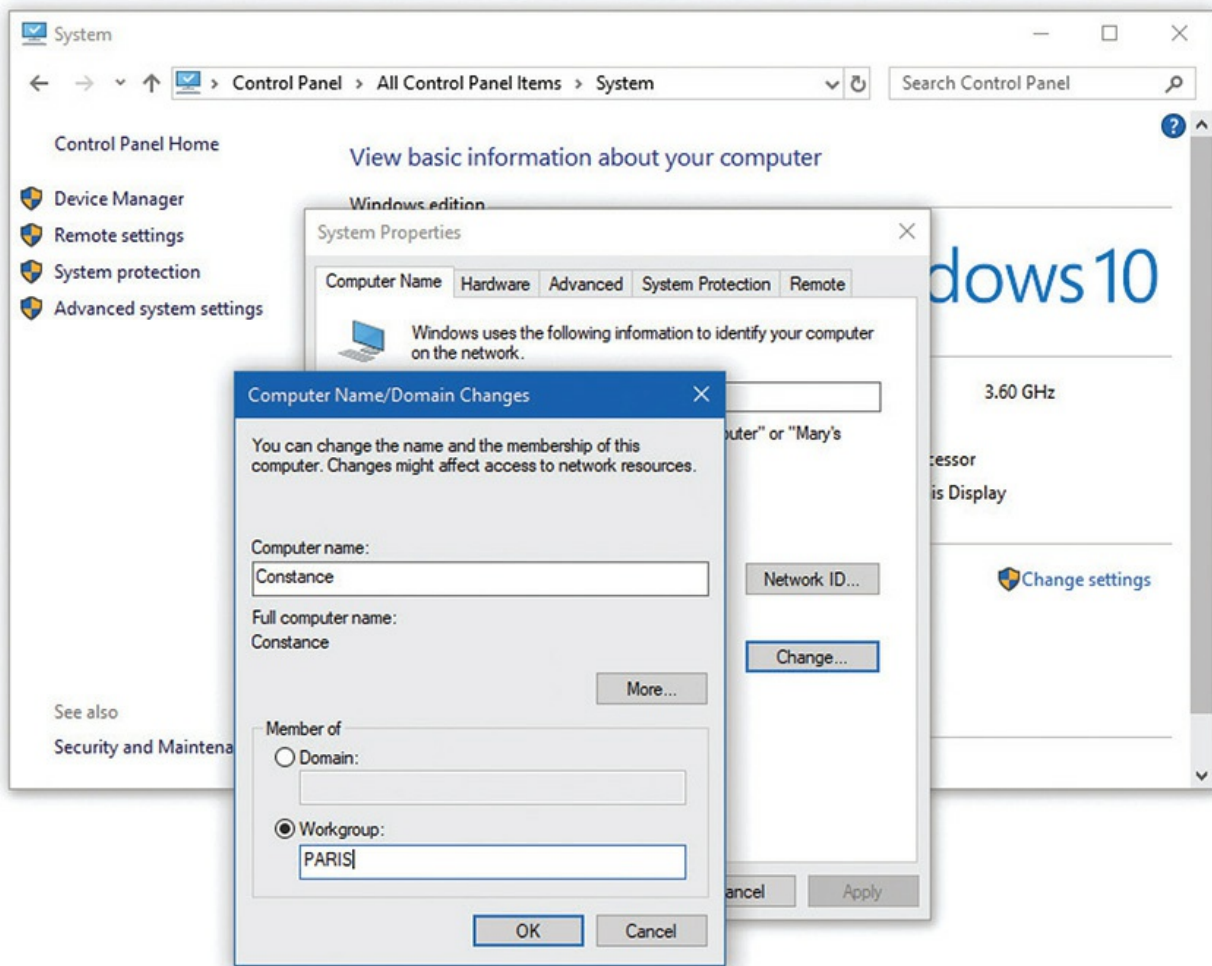 System
Control Panel > All Control Panel Items > System
Search Control Panel
Control Panel Home
Device Manager
Remote settings
System protection
Advanced system settings
See also
View basic information about your computer
Windows edition
dows 10
3.60 GHz
is Display
Change settings
System Properties
Computer Name
Hardware
Advanced
System Protection
Remote
Windows uses the following information to identify your computer
on the network.
or "Mary's
Network ID...
Change...
Apply
Computer Name/Domain Changes
You can change the name and the membership of this
computer. Changes might affect access to network resources.
Computer name:
Constance
Full computer name:
Constance
More...
Member of
Domain:
Workgroup:
PARIS
OK
Cancel
Security and